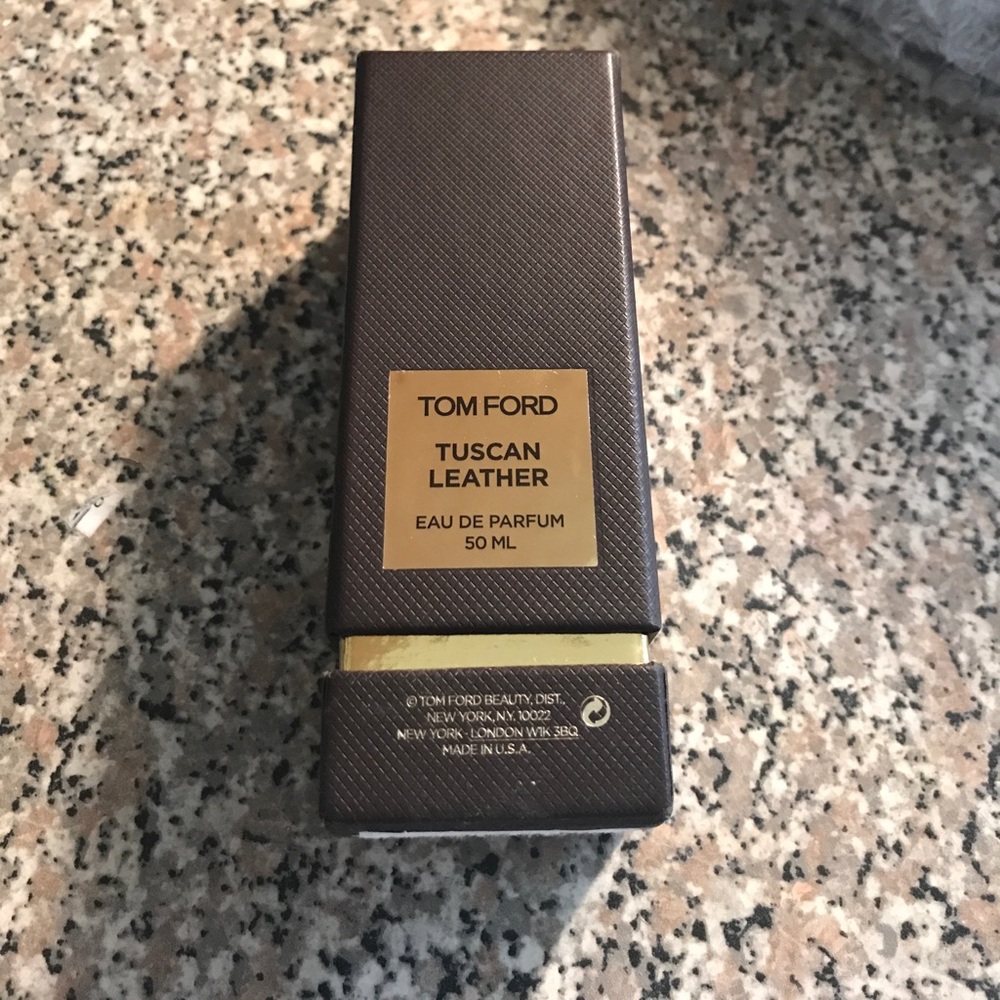 TOM FORD
TUSCAN
LEATHER
EAU DE PARFUM
50 ML
© TOM FORD BEAUTY, DIST.,
NEW YORK, N.Y. 10022
NEW YORK · LONDON W1K 3BQ
MADE IN U.S.A.